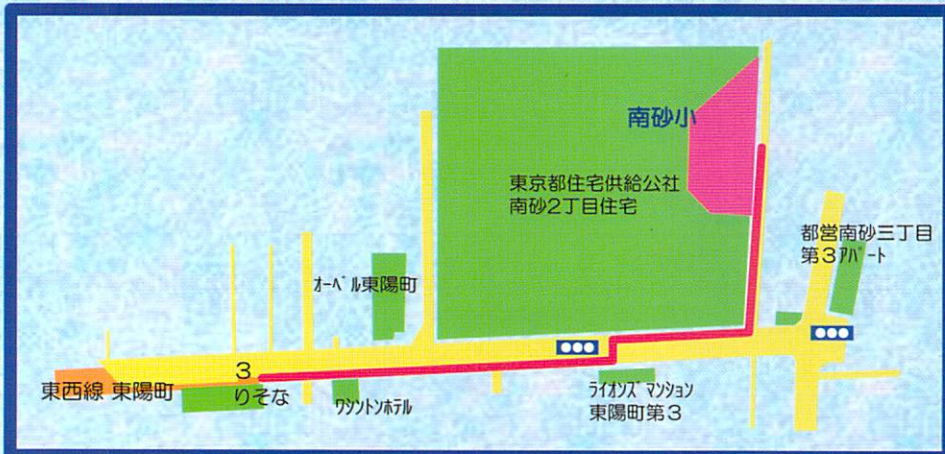 南砂小
東京都住宅供給公社
南砂2丁目住宅
都営南砂三丁目
第3アパート
オーベル東陽町
東西線 東陽町
3
りそな
ワシントンホテル
ライオンズマンション
東陽町第3